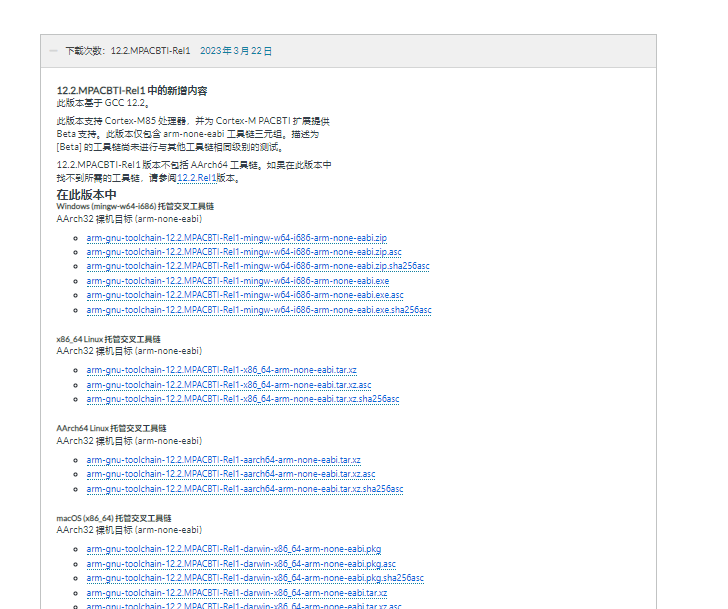 下载次数：12.2.MPACBTI-Rel1 2023 年 3 月 22 日
12.2.MPACBTI-Rel1 中的新增内容
此版本基于 GCC 12.2。
此版本支持 Cortex-M85 处理器，并为 Cortex-M PACBTI 扩展提供
Beta 支持。此版本仅包含 arm-none-eabi 工具链三元组。描述为
[Beta] 的工具链尚未进行与其他工具链相同级别的测试。
12.2.MPACBTI-Rel1 版本不包括 AArch64 工具链。如果在此版本中
找不到所需的工具链，请参阅12.2.Rel1版本。
在此版本中
Windows (mingw-w64-i686) 托管交叉工具链
AArch32 裸机目标 (arm-none-eabi)
arm-gnu-toolchain-12.2.MPACBTI-Rel1-mingw-w64-i686-arm-none-eabi.zip
arm-gnu-toolchain-12.2.MPACBTI-Rel1-mingw-w64-i686-arm-none-eabi.zip.asc
arm-gnu-toolchain-12.2.MPACBTI-Rel1-mingw-w64-i686-arm-none-eabi.zip.sha256asc
arm-gnu-toolchain-12.2.MPACBTI-Rel1-mingw-w64-i686-arm-none-eabi.exe
arm-gnu-toolchain-12.2.MPACBTI-Rel1-mingw-w64-i686-arm-none-eabi.exe.asc
arm-gnu-toolchain-12.2.MPACBTI-Rel1-mingw-w64-i686-arm-none-eabi.exe.sha256asc
x86_64 Linux 托管交叉工具链
AArch32 裸机目标 (arm-none-eabi)
arm-gnu-toolchain-12.2.MPACBTI-Rel1-x86_64-arm-none-eabi.tar.xz
arm-gnu-toolchain-12.2.MPACBTI-Rel1-x86_64-arm-none-eabi.tar.xz.asc
arm-gnu-toolchain-12.2.MPACBTI-Rel1-x86_64-arm-none-eabi.tar.xz.sha256asc
AArch64 Linux 托管交叉工具链
AArch32 裸机目标 (arm-none-eabi)
arm-gnu-toolchain-12.2.MPACBTI-Rel1-aarch64-arm-none-eabi.tar.xz
arm-gnu-toolchain-12.2.MPACBTI-Rel1-aarch64-arm-none-eabi.tar.xz.asc
arm-gnu-toolchain-12.2.MPACBTI-Rel1-aarch64-arm-none-eabi.tar.xz.sha256asc
macOS (x86_64) 托管交叉工具链
AArch32 裸机目标 (arm-none-eabi)
arm-gnu-toolchain-12.2.MPACBTI-Rel1-darwin-x86_64-arm-none-eabi.pkg
arm-gnu-toolchain-12.2.MPACBTI-Rel1-darwin-x86_64-arm-none-eabi.pkg.asc
arm-gnu-toolchain-12.2.MPACBTI-Rel1-darwin-x86_64-arm-none-eabi.pkg.sha256asc
arm-gnu-toolchain-12.2.MPACBTI-Rel1-darwin-x86_64-arm-none-eabi.tar.xz
arm-gnu-toolchain-12.2.MPACBTI-Rel1-darwin-x86_64-arm-none-eabi.tar.xz.asc